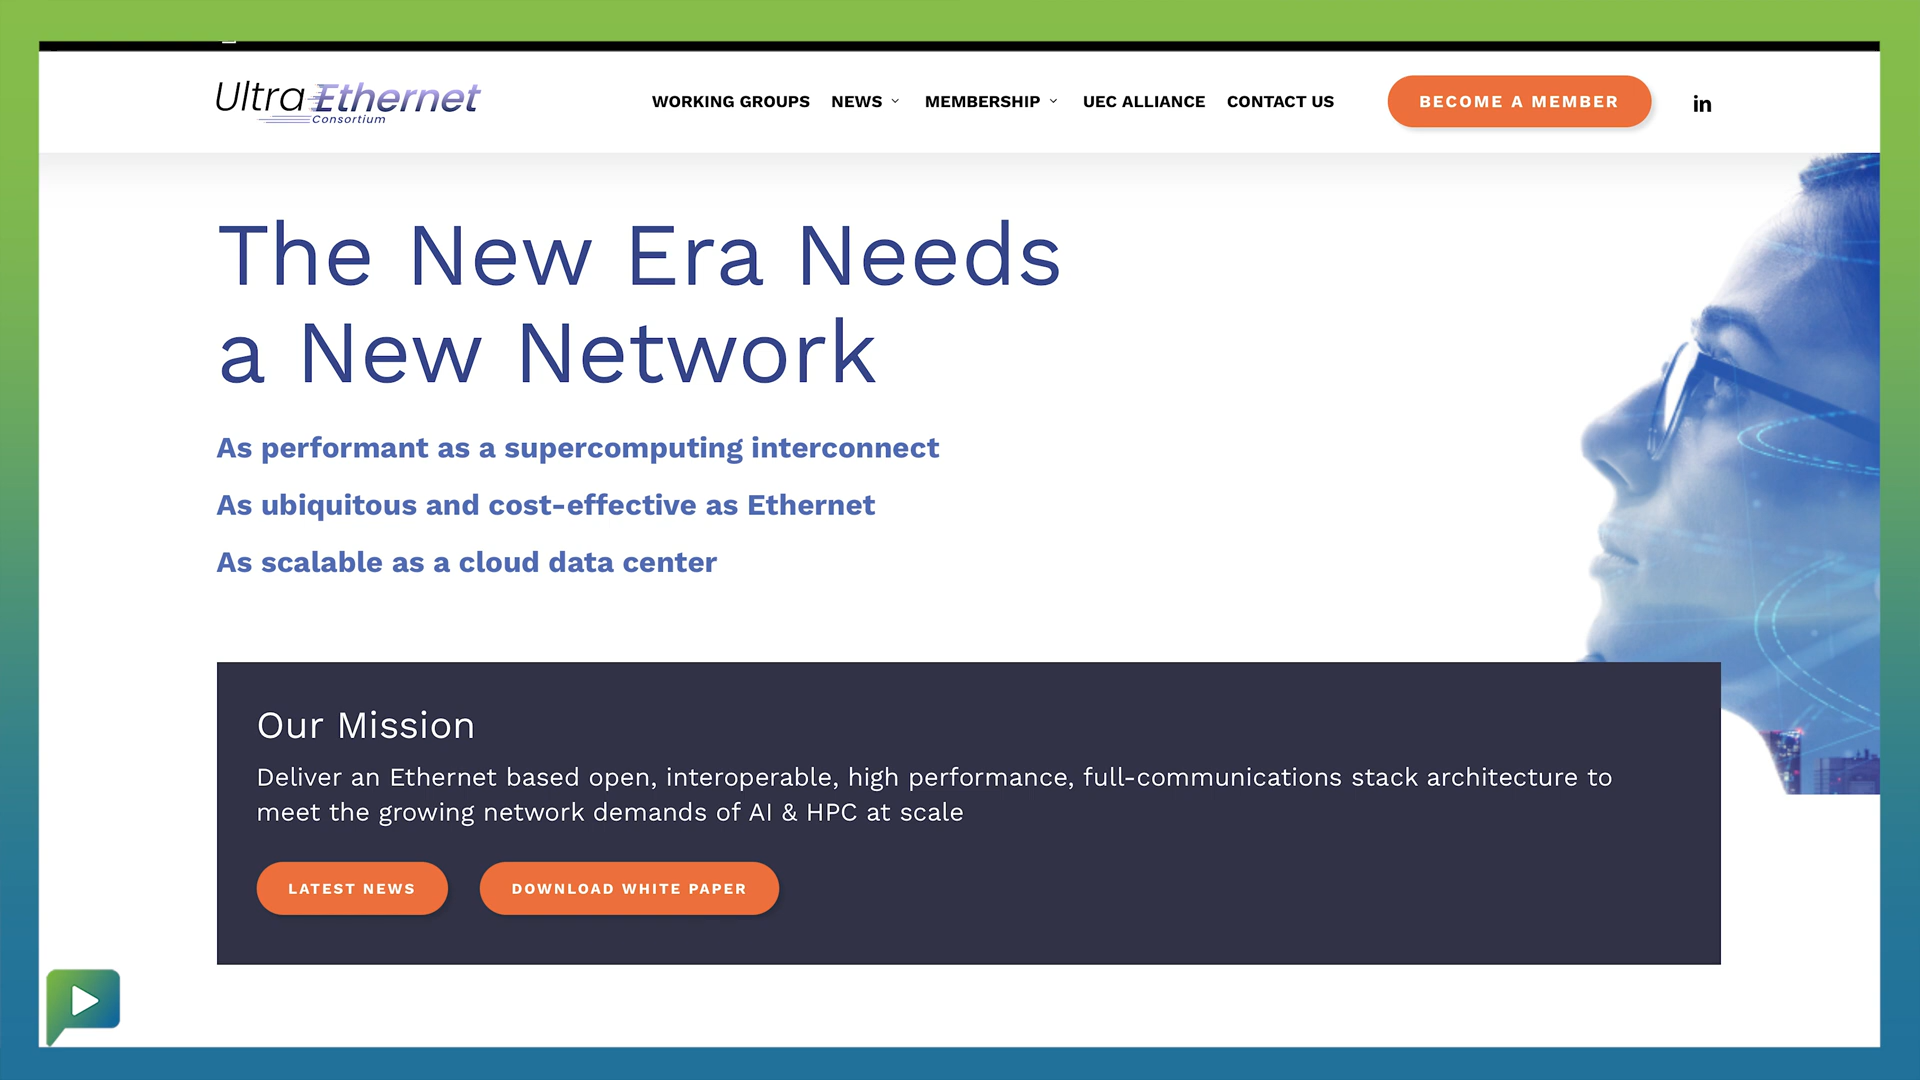 Ultra Ethernet
Consortium
WORKING GROUPS NEWS MEMBERSHIP UEC ALLIANCE CONTACT US BECOME A MEMBER in
The New Era Needs
a New Network
As performant as a supercomputing interconnect
As ubiquitous and cost-effective as Ethernet
As scalable as a cloud data center
Our Mission
Deliver an Ethernet based open, interoperable, high performance, full-communications stack architecture to
meet the growing network demands of AI & HPC at scale
LATEST NEWS DOWNLOAD WHITE PAPER